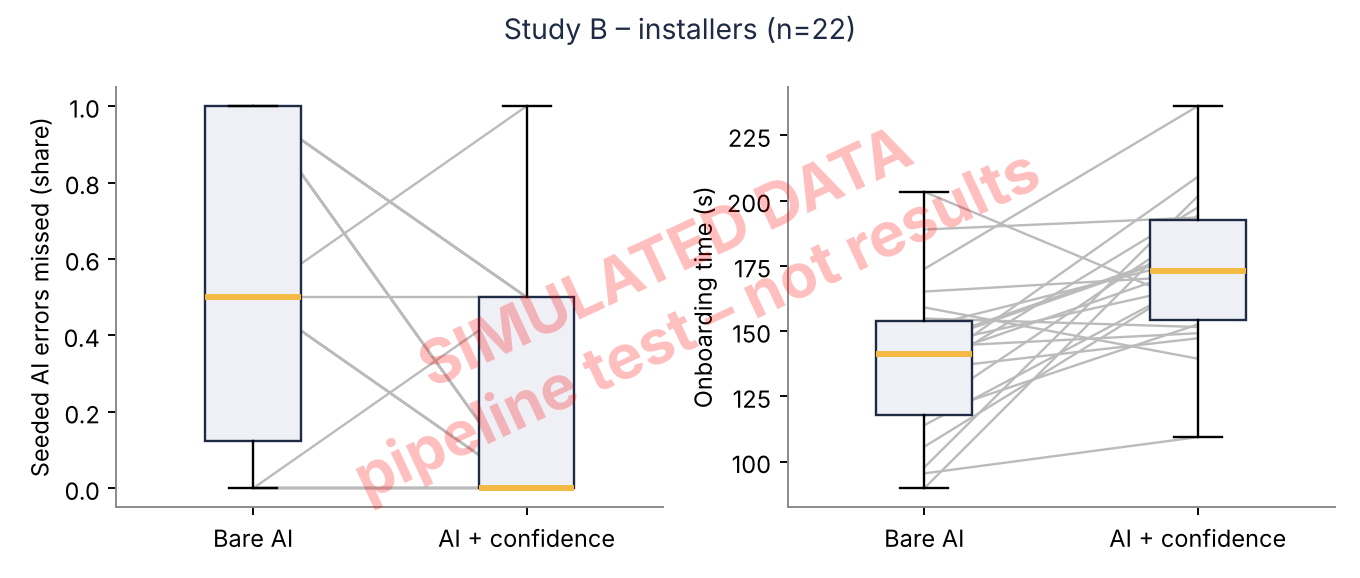 Study B – installers (n=22)
Seeded AI errors missed (share)
1.0
0.8
0.6
0.4
0.2
0.0
Bare AI
AI + confidence
SIMULATED DATA
pipeline test – not results
Onboarding time (s)
225
200
175
150
125
100
Bare AI
AI + confidence